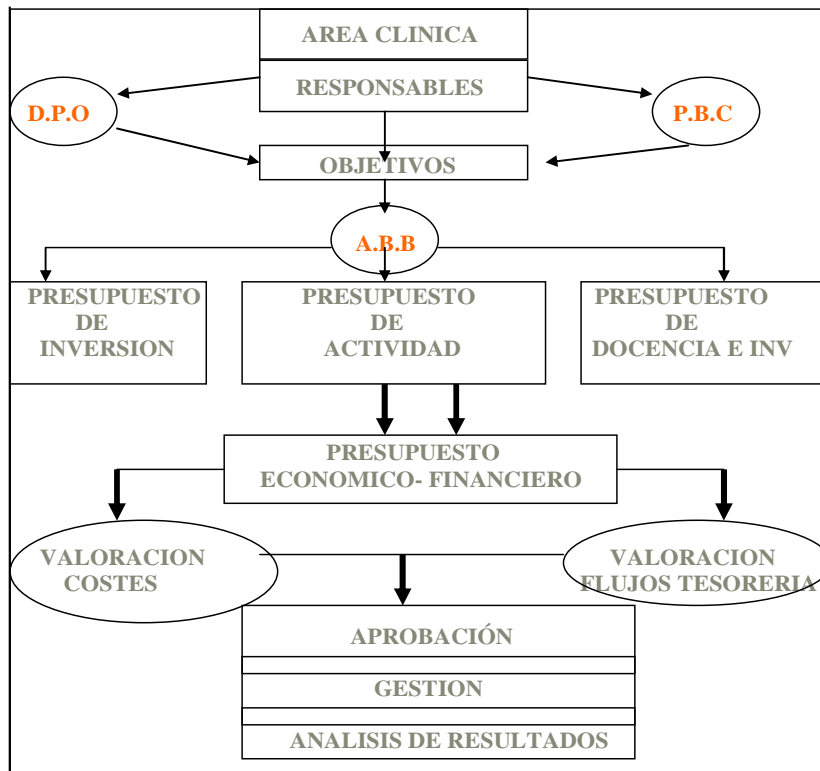 AREA CLINICA
RESPONSABLES
D.P.O
P.B.C
OBJETIVOS
A.B.B
PRESUPUESTO
DE
INVERSION
PRESUPUESTO
DE
ACTIVIDAD
PRESUPUESTO
DE
DOCENCIA E INV
PRESUPUESTO
ECONOMICO- FINANCIERO
VALORACION
COSTES
VALORACION
FLUJOS TESORERIA
APROBACIÓN
GESTION
ANALISIS DE RESULTADOS